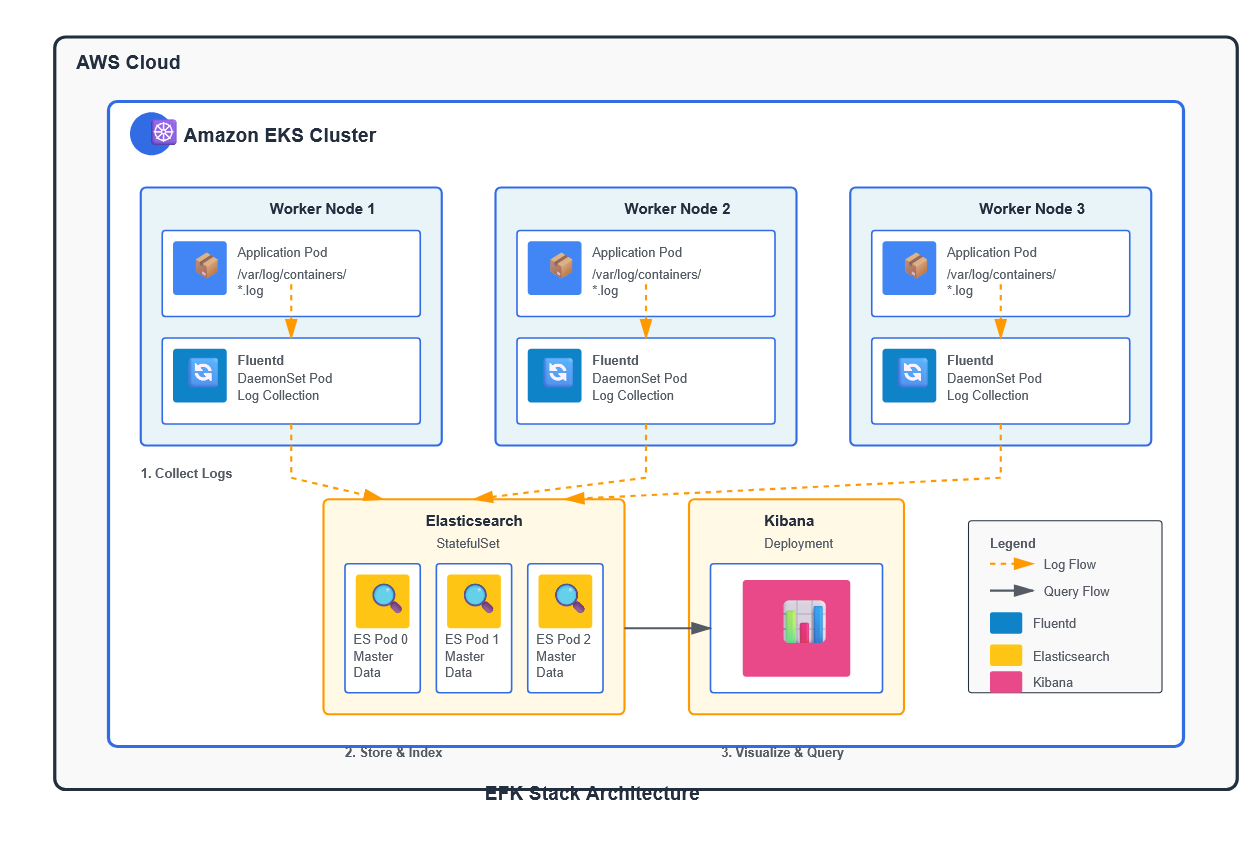 AWS Cloud
Amazon EKS Cluster
Worker Node 1
Application Pod
/var/log/containers/
*.log
Fluentd
DaemonSet Pod
Log Collection
Worker Node 2
Application Pod
/var/log/containers/
*.log
Fluentd
DaemonSet Pod
Log Collection
Worker Node 3
Application Pod
/var/log/containers/
*.log
Fluentd
DaemonSet Pod
Log Collection
1. Collect Logs
Elasticsearch
StatefulSet
ES Pod 0
Master
Data
ES Pod 1
Master
Data
ES Pod 2
Master
Data
Kibana
Deployment
Legend
Log Flow
Query Flow
Fluentd
Elasticsearch
Kibana
2. Store & Index
3. Visualize & Query
EFK Stack Architecture